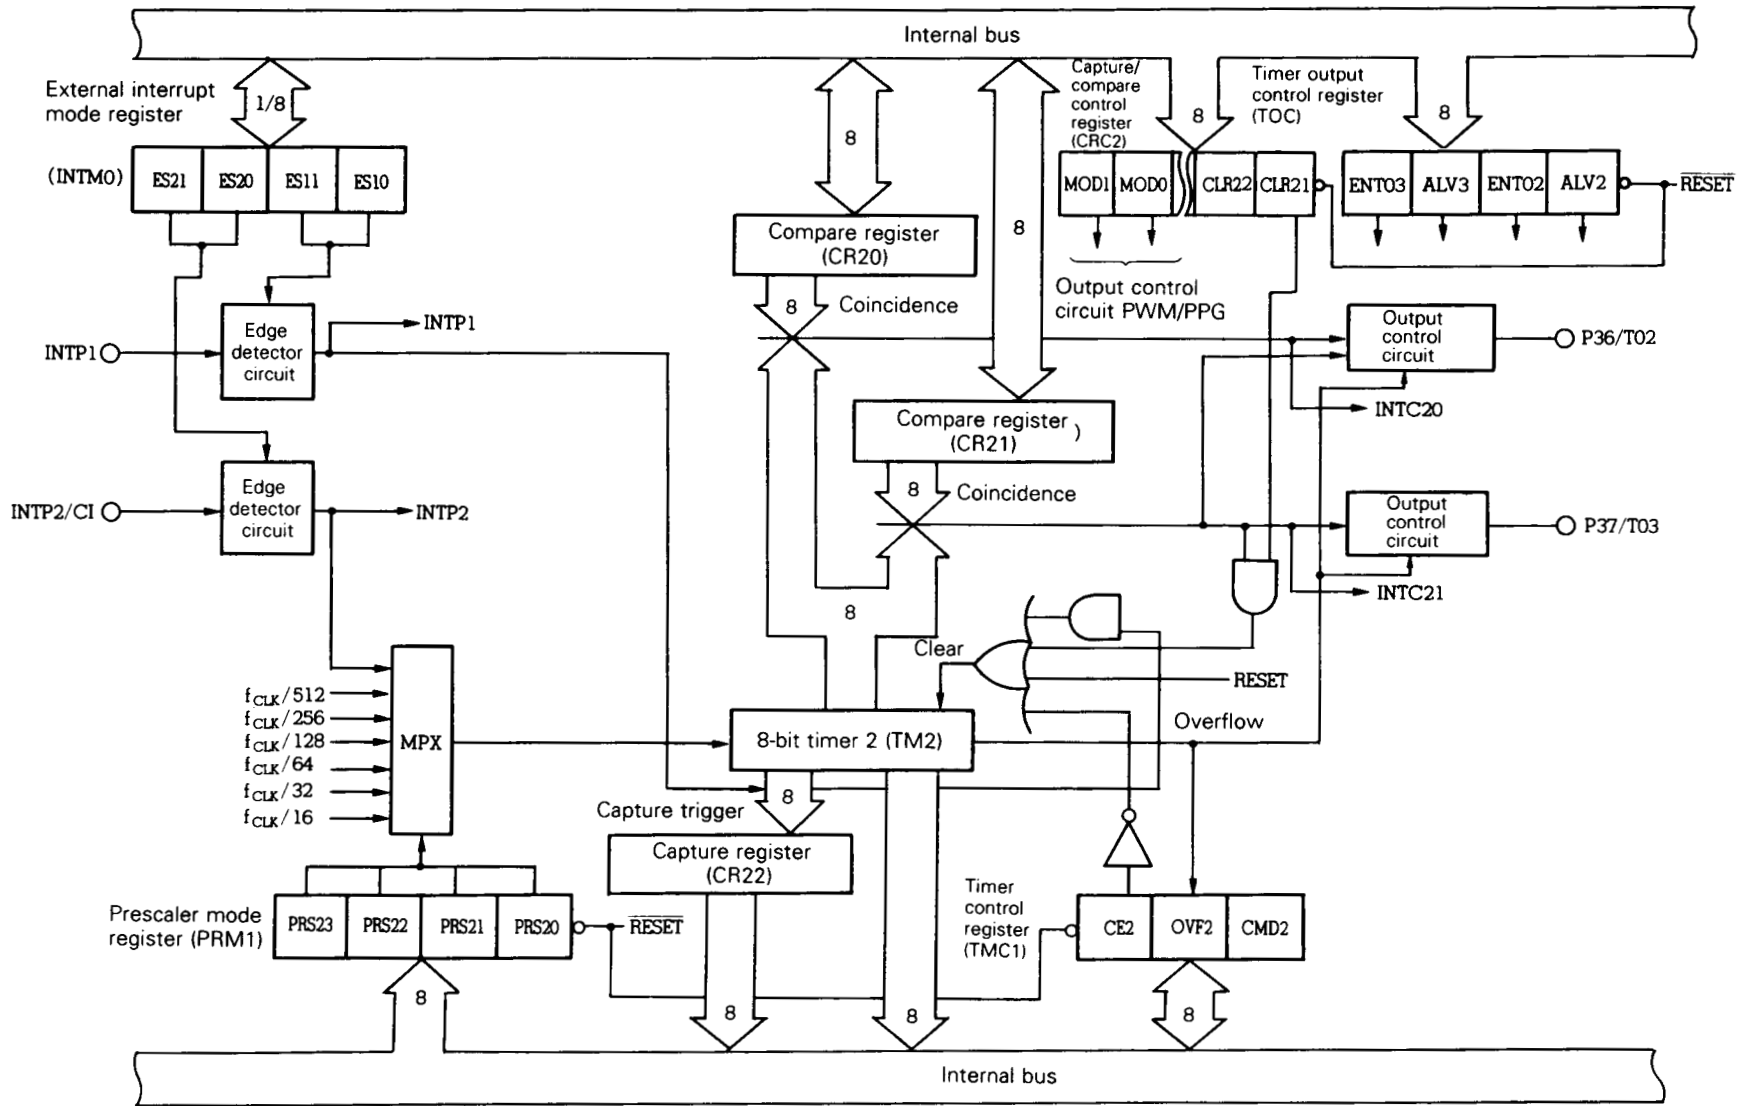 Internal bus
External interrupt
mode register
1/8
(INTM0)
ES21
ES20
ES11
ES10
8
8
Capture/
compare
control
register
(CRC2)
8
Timer output
control register
(TOC)
8
MOD1
MOD0
CLR22
CLR21
ENT03
ALV3
ENT02
ALV2
RESET
Compare register
(CR20)
8
Coincidence
Output control
circuit PWM/PPG
INTP1
Edge
detector
circuit
INTP1
Output
control
circuit
P36/T02
INTC20
Compare register )
(CR21)
8
Coincidence
INTP2/CI
Edge
detector
circuit
INTP2
Output
control
circuit
P37/T03
INTC21
8
Clear
RESET
fCLK/512
fCLK/256
fCLK/128
fCLK/64
fCLK/32
fCLK/16
MPX
8-bit timer 2 (TM2)
Overflow
Capture trigger
8
Capture register
(CR22)
Prescaler mode
register (PRM1)
PRS23
PRS22
PRS21
PRS20
RESET
Timer
control
register
(TMC1)
CE2
OVF2
CMD2
8
8
8
8
Internal bus